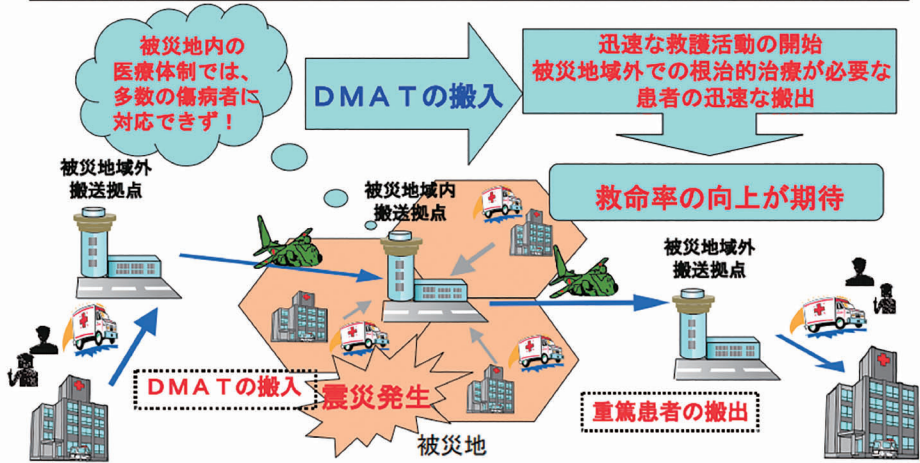 被災地内の
医療体制では、
多数の傷病者に
対応できず！
DMATの搬入
迅速な救護活動の開始
被災地域外での根治的治療が必要な
患者の迅速な搬出
救命率の向上が期待
被災地域外
搬送拠点
被災地域内
搬送拠点
被災地域外
搬送拠点
DMATの搬入
震災発生
被災地
重篤患者の搬出